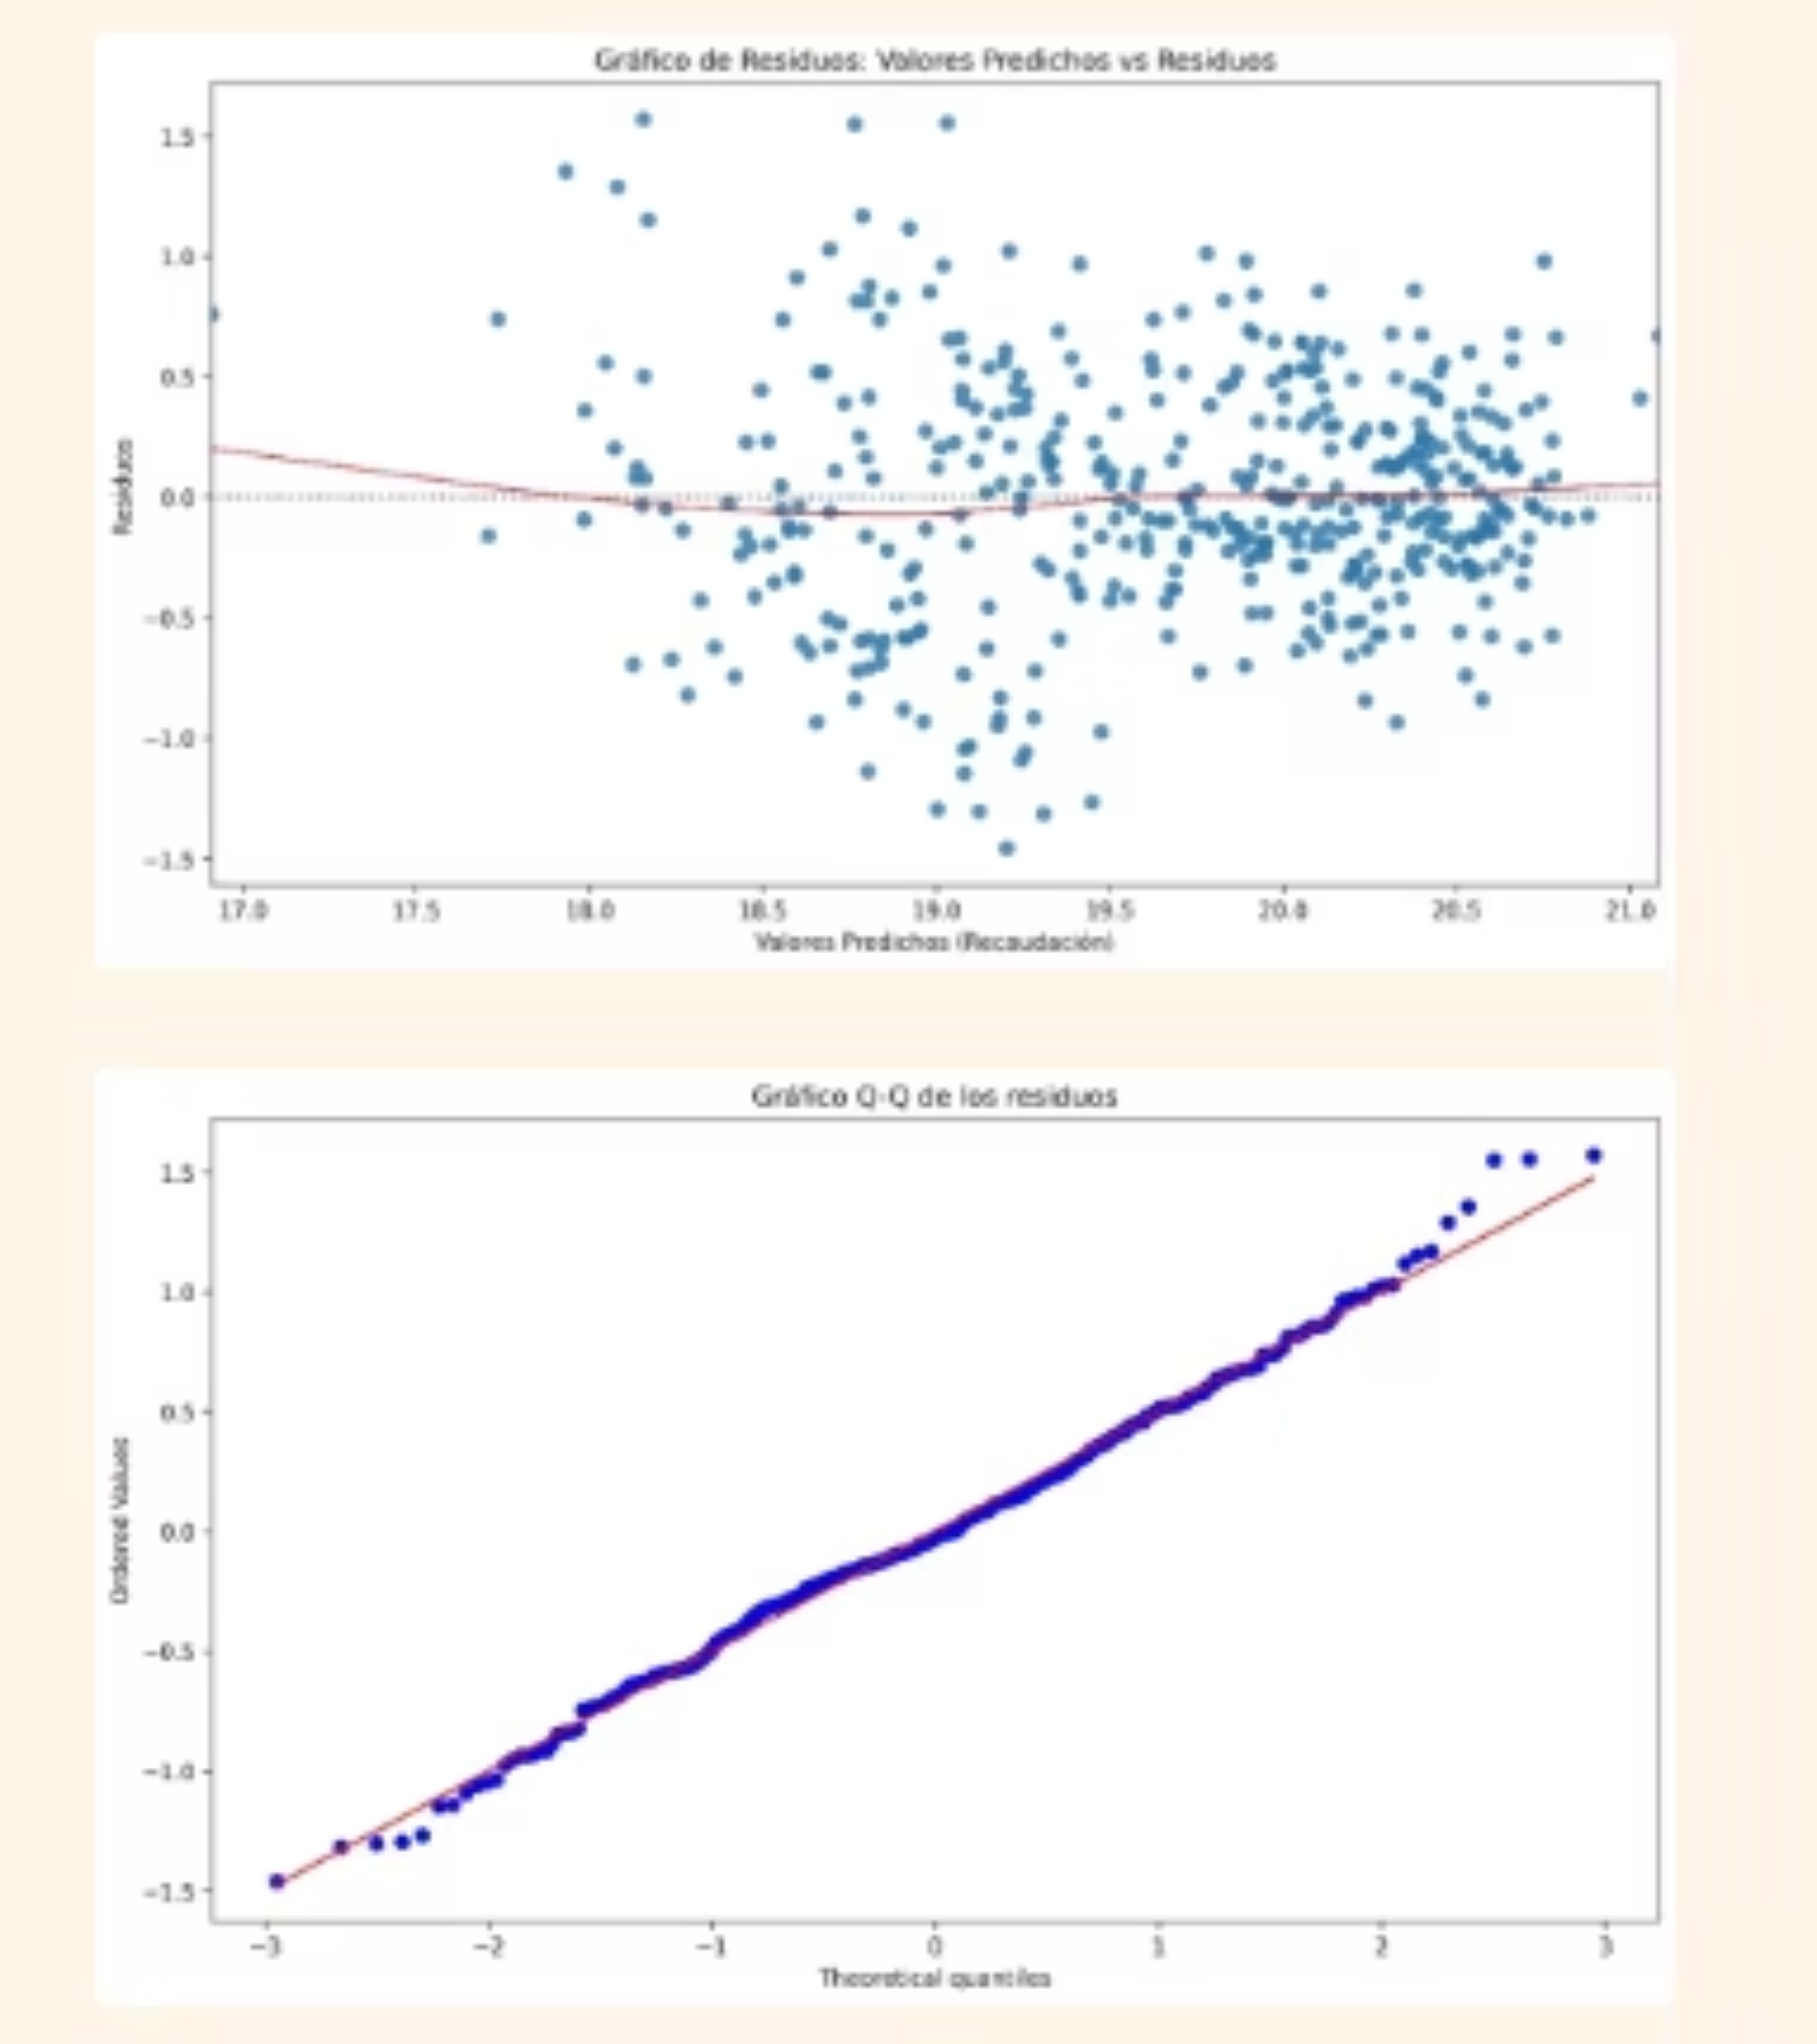 Gráfico de Residuos: Valores Predichos vs Residuos
1.5
1.0
0.5
0.0
−0.5
−1.0
−1.5
Residuos
17.0 17.5 18.0 18.5 19.0 19.5 20.0 20.5 21.0
Valores Predichos (Recaudación)
Gráfico Q-Q de los residuos
1.5
1.0
0.5
0.0
−0.5
−1.0
−1.5
Ordered Values
−3 −2 −1 0 1 2 3
Theoretical quantiles